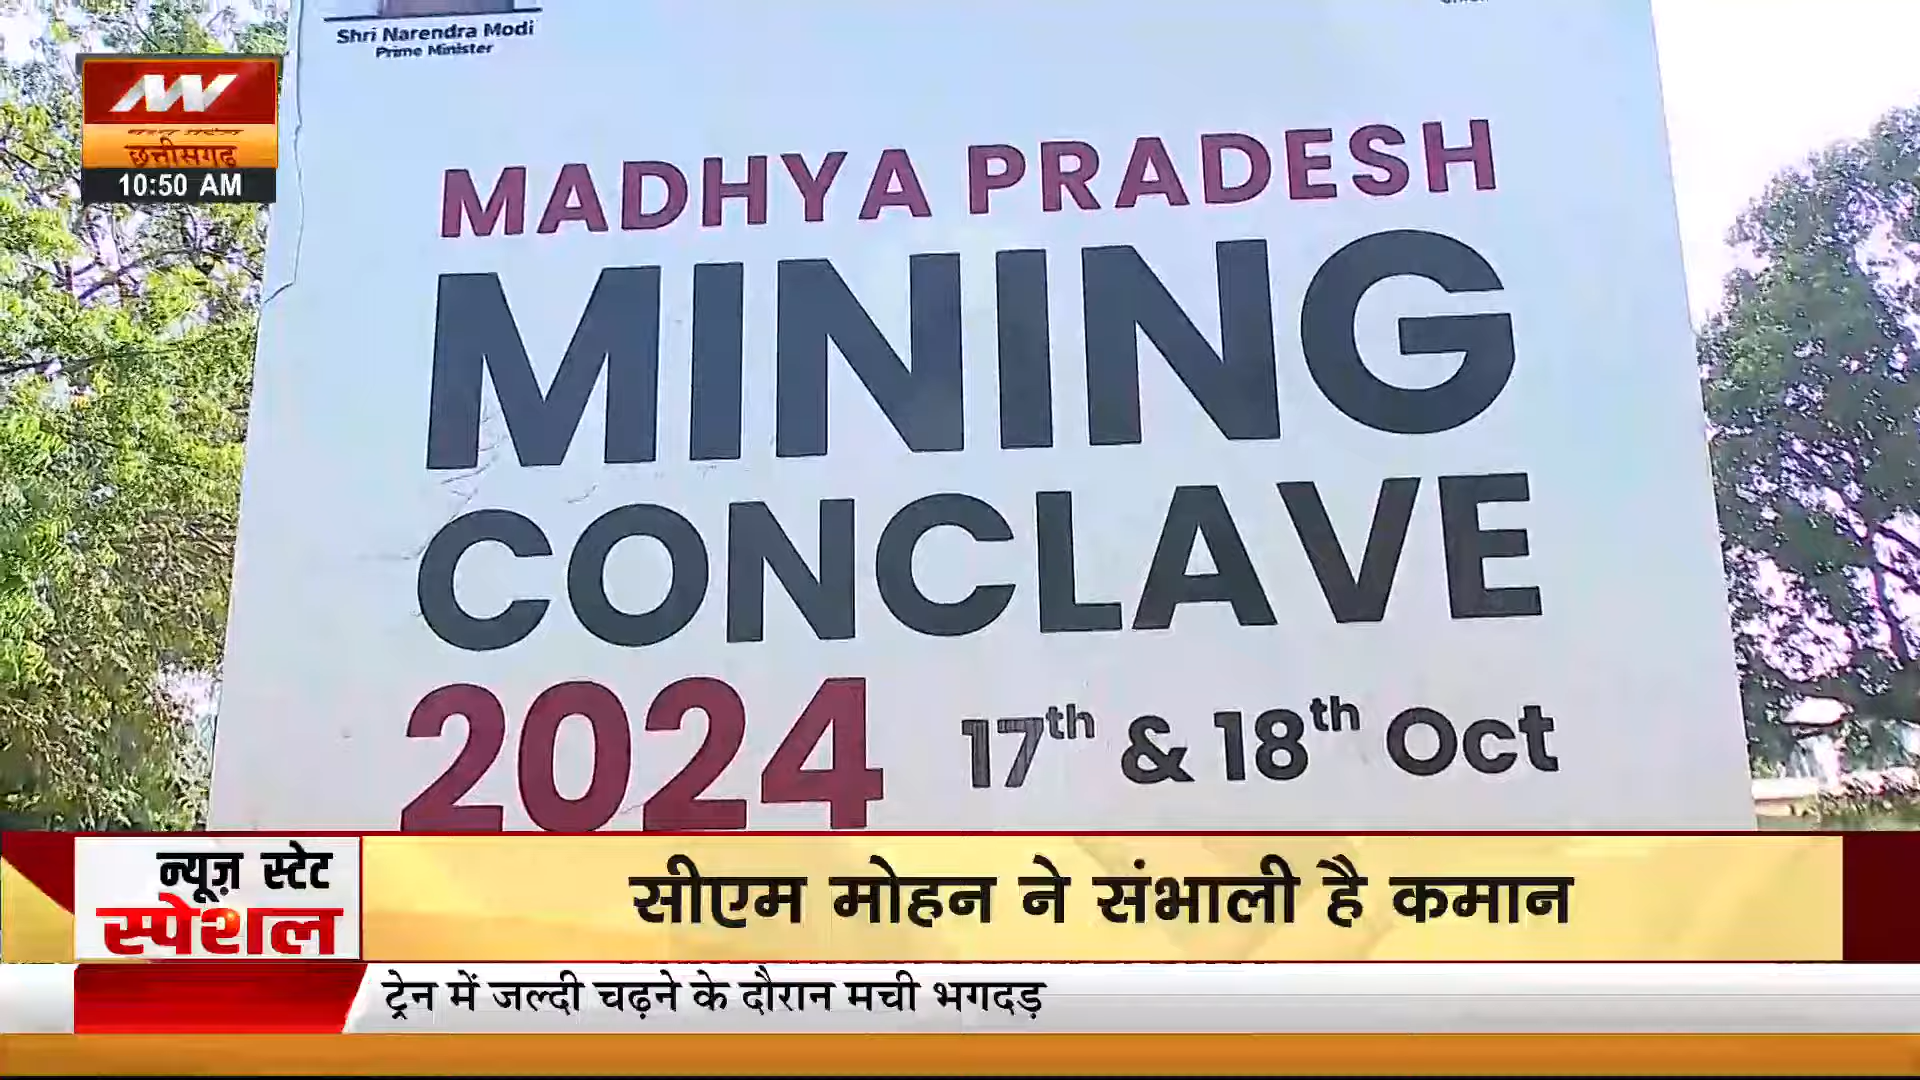 Shri Narendra Modi
Prime Minister
छत्तीसगढ़
10:50 AM
MADHYA PRADESH
MINING
CONCLAVE
2024 17th & 18th Oct
न्यूज़ स्टेट
स्पेशल
सीएम मोहन ने संभाली है कमान
ट्रेन में जल्दी चढ़ने के दौरान मची भगदड़